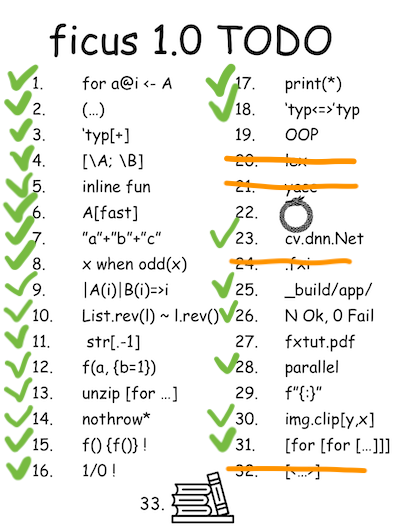 ficus 1.0 TODO
1. for a@i <- A
2. (…)
3. 'typ[+]
4. [\A; \B]
5. inline fun
6. A[fast]
7. "a"+"b"+"c"
8. x when odd(x)
9. |A(i)|B(i)=>i
10. List.rev(l) ~ l.rev()
11. str[.-1]
12. f(a, {b=1})
13. unzip [for …]
14. nothrow*
15. f() {f()} !
16. 1/0 !
17. print(*)
18. 'typ<=>'typ
19. OOP
20. lex
21. yacc
22.
23. cv.dnn.Net
24. .fxi
25. _build/app/
26. N Ok, 0 Fail
27. fxtut.pdf
28. parallel
29. f"{:}"
30. img.clip[y,x]
31. [for [for […]]]
32. [<…>]
33.